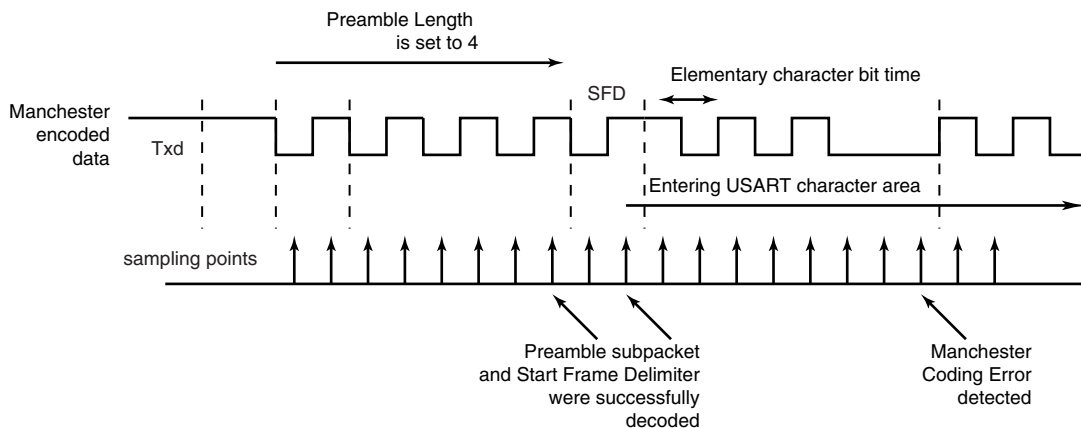 Preamble Length
is set to 4
SFD
Elementary character bit time
Manchester
encoded
data
Txd
Entering USART character area
sampling points
Preamble subpacket
and Start Frame Delimiter
were successfully
decoded
Manchester
Coding Error
detected